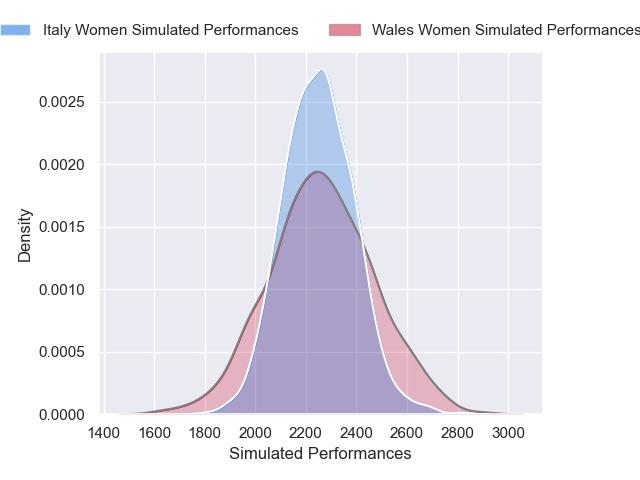 Italy Women Simulated Performances Wales Women Simulated Performances
0.0025
0.0020
0.0015
0.0010
0.0005
0.0000
Density
1400 1600 1800 2000 2200 2400 2600 2800 3000
Simulated Performances